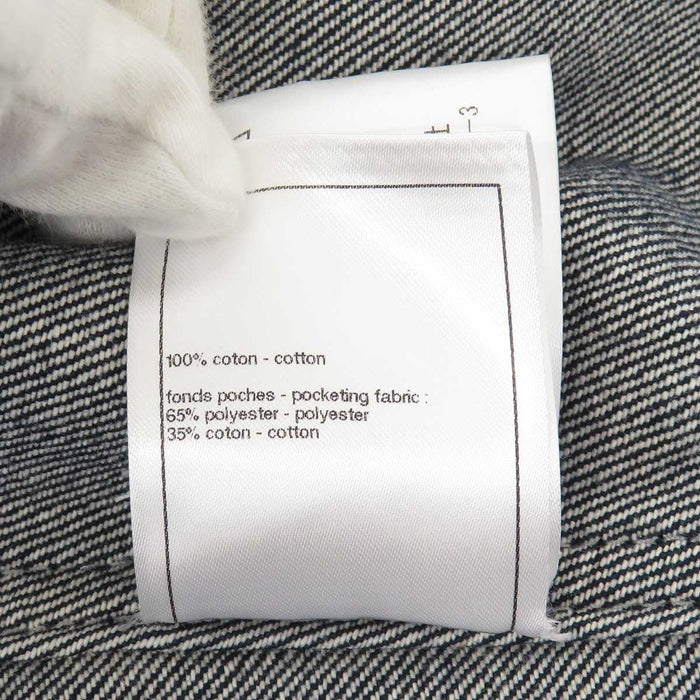 100% coton - cotton
fonds poches - pocketing fabric :
65% polyester - polyester
35% coton - cotton